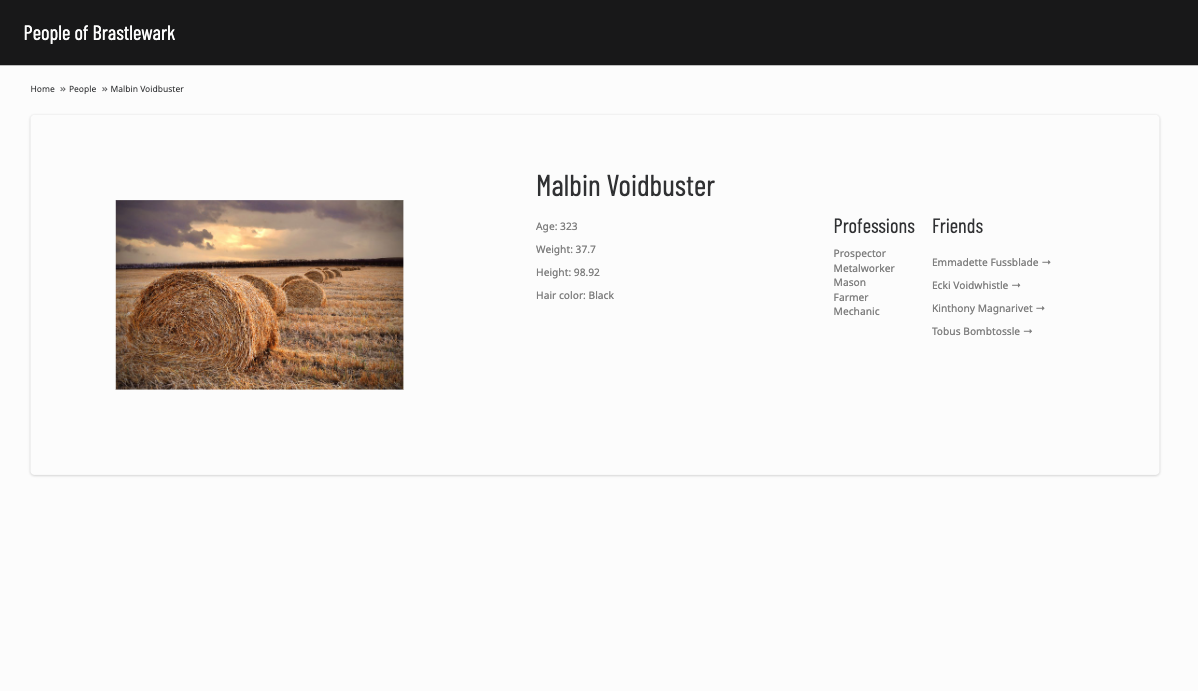 People of Brastlewark
Home » People » Malbin Voidbuster
Malbin Voidbuster
Age: 323
Weight: 37.7
Height: 98.92
Hair color: Black
Professions
Prospector
Metalworker
Mason
Farmer
Mechanic
Friends
Emmadette Fussblade →
Ecki Voidwhistle →
Kinthony Magnarivet →
Tobus Bombtossle →